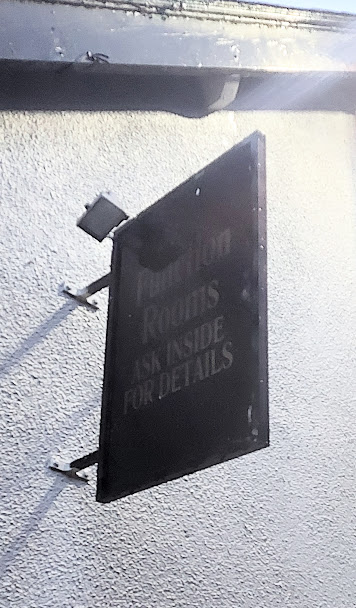 Function
Rooms
ASK INSIDE
FOR DETAILS